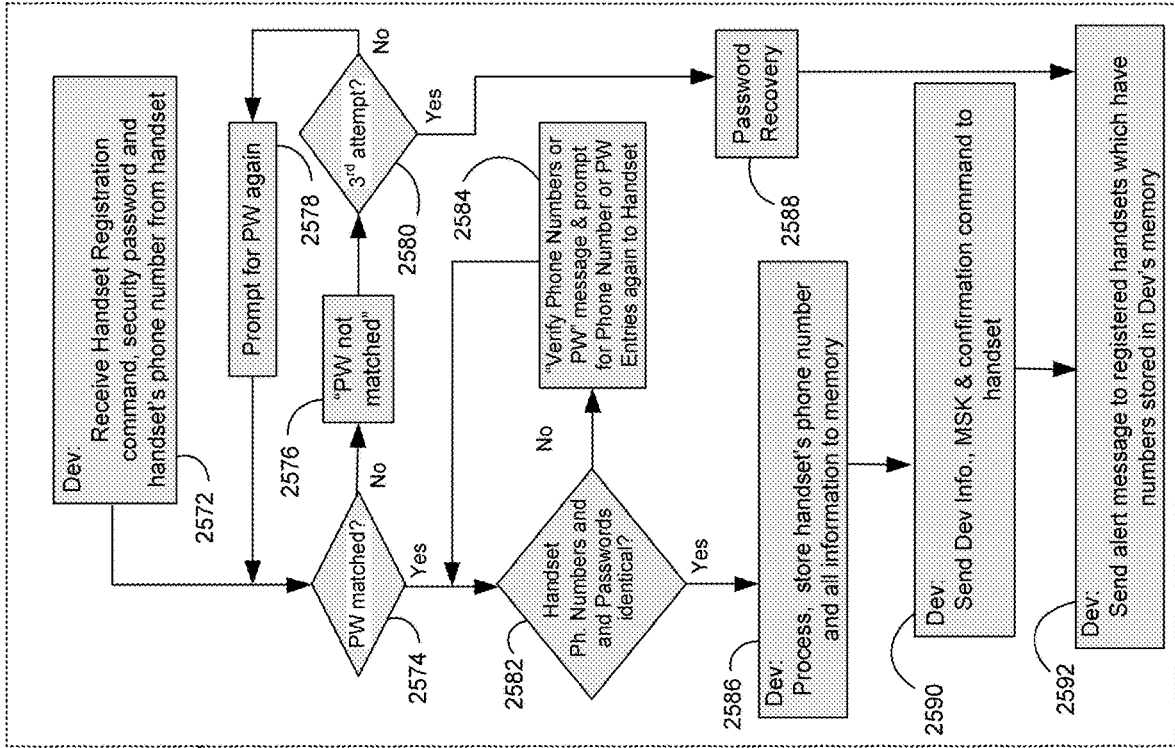 Dev
Receive Handset Registration
command, security password and
handset's phone number from handset
2572
PW matched?
2574
No
Yes
"PW not
matched"
2576
Prompt for PW again
2578
3rd attempt?
2580
No
Yes
Handset
Ph. Numbers and
and Passwords
identical?
2582
No
Yes
"Verify Phone Numbers or
PW" message & prompt
for Phone Number or PW
Entries again to Handset
2584
Dev
Process, store handset's phone number
and all information to memory
2586
Password
Recovery
2588
Dev:
Send Dev Info., MSK & confirmation command to
handset
2590
Dev:
Send alert message to registered handsets which have
numbers stored in Dev's memory
2592